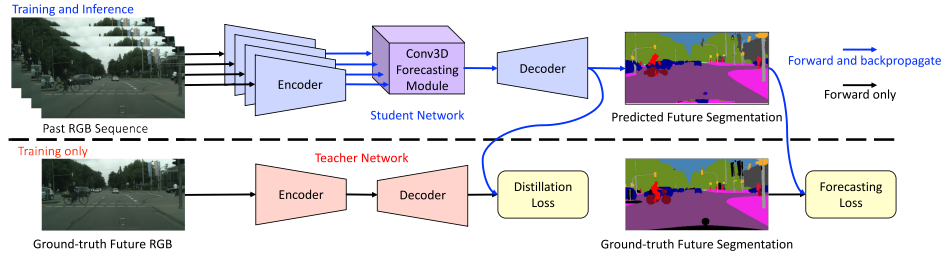 Training and Inference
Past RGB Sequence
Encoder
Conv3D
Forecasting
Module
Student Network
Decoder
Predicted Future Segmentation
Forward and backpropagate
Forward only
Training only
Ground-truth Future RGB
Teacher Network
Encoder
Decoder
Distillation
Loss
Ground-truth Future Segmentation
Forecasting
Loss